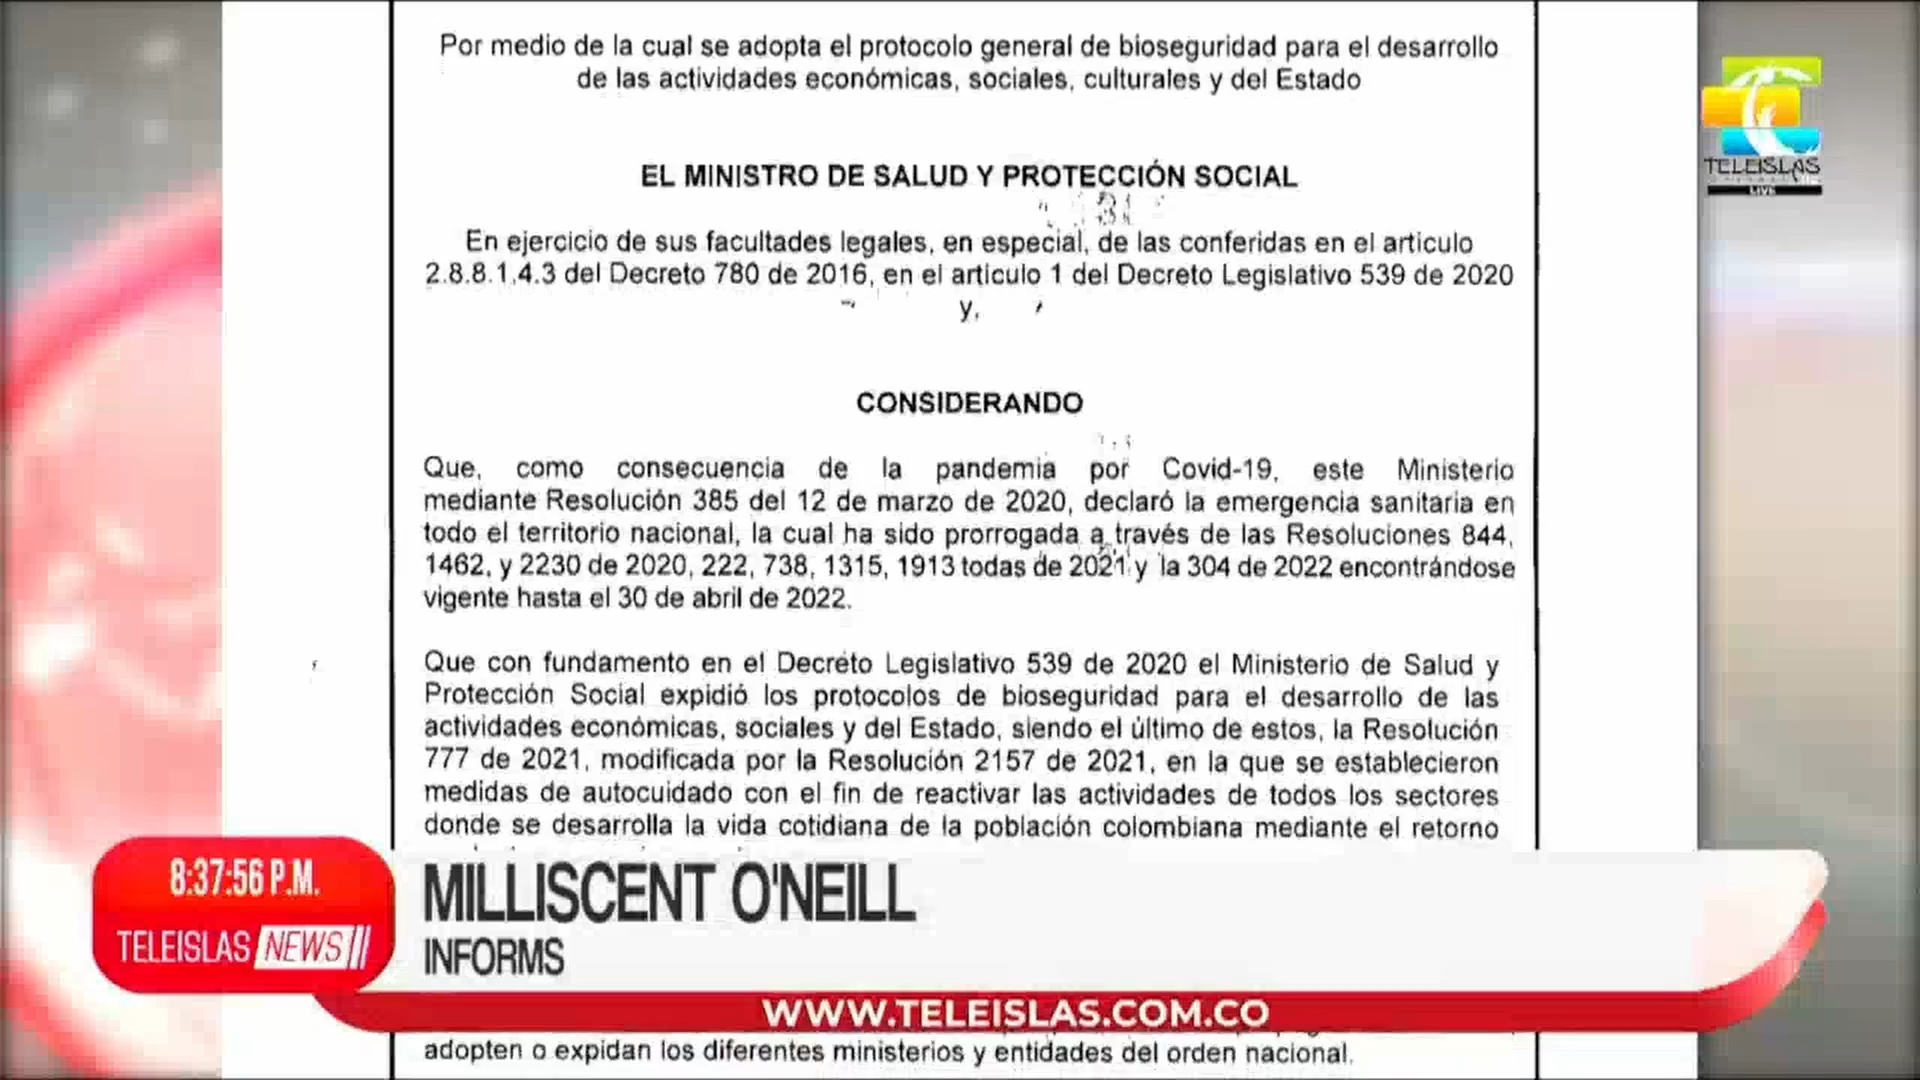 Por medio de la cual se adopta el protocolo general de bioseguridad para el desarrollo
de las actividades económicas, sociales, culturales y del Estado
EL MINISTRO DE SALUD Y PROTECCIÓN SOCIAL
En ejercicio de sus facultades legales, en especial, de las conferidas en el articulo
2.8.8.1.4.3 del Decreto 780 de 2016, en el articulo 1 del Decreto Legislativo 539 de 2020
y,
CONSIDERANDO
Que, como consecuencia de la pandemia por Covid-19, este Ministerio
mediante Resolución 385 del 12 de marzo de 2020, declaró la emergencia sanitaria en
todo el territorio nacional, la cual ha sido prorrogada a través de las Resoluciones 844,
1462, y 2230 de 2020, 222, 738, 1315, 1913 todas de 2021 y la 304 de 2022 encontrándose
vigente hasta el 30 de abril de 2022.
Que con fundamento en el Decreto Legislativo 539 de 2020 el Ministerio de Salud y
Protección Social expidió los protocolos de bioseguridad para el desarrollo de las
actividades económicas, sociales y del Estado, siendo el último de estos, la Resolución
777 de 2021, modificada por la Resolución 2157 de 2021, en la que se establecieron
medidas de autocuidado con el fin de reactivar las actividades de todos los sectores
donde se desarrolla la vida cotidiana de la población colombiana mediante el retorno
adopten o expidan los diferentes ministerios y entidades del orden nacional.
TELEISLAS
LIVE
8:37:56 P.M.
TELEISLAS NEWS
MILLISCENT O'NEILL
INFORMS
WWW.TELEISLAS.COM.CO